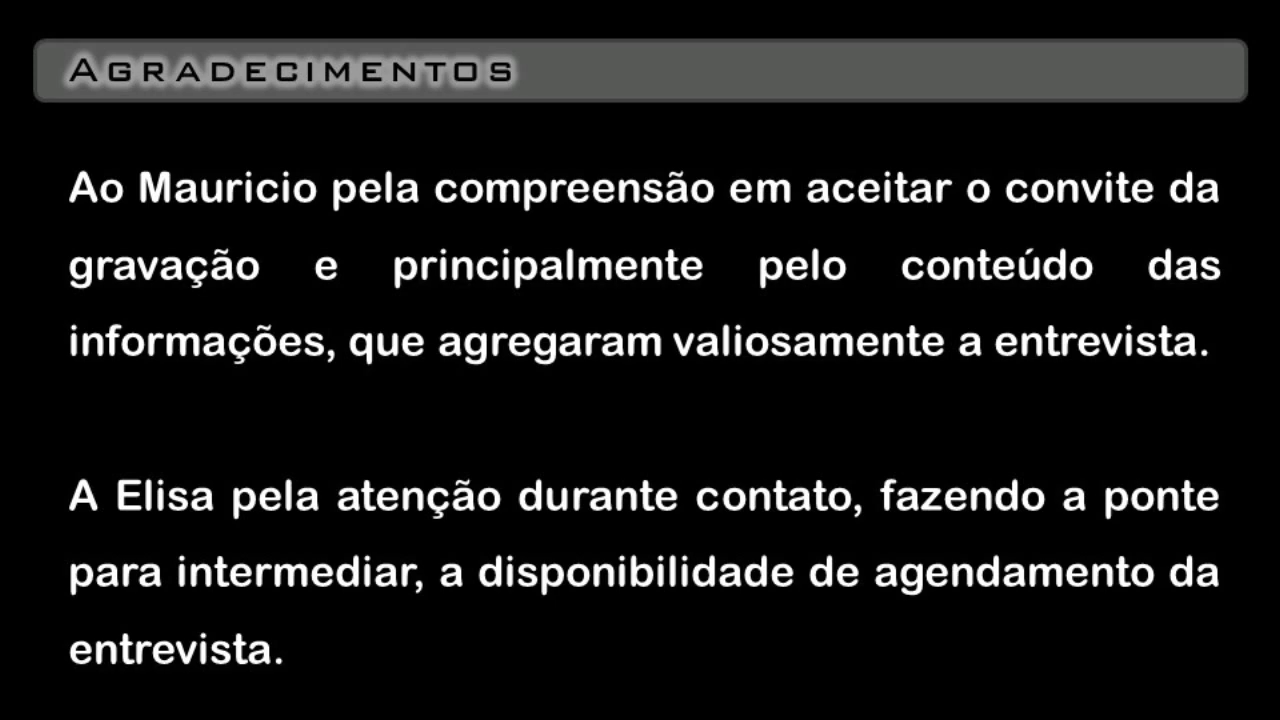 AGRADECIMENTOS
Ao Mauricio pela compreensão em aceitar o convite da
gravação e principalmente pelo conteúdo das
informações, que agregaram valiosamente a entrevista.
A Elisa pela atenção durante contato, fazendo a ponte
para intermediar, a disponibilidade de agendamento da
entrevista.